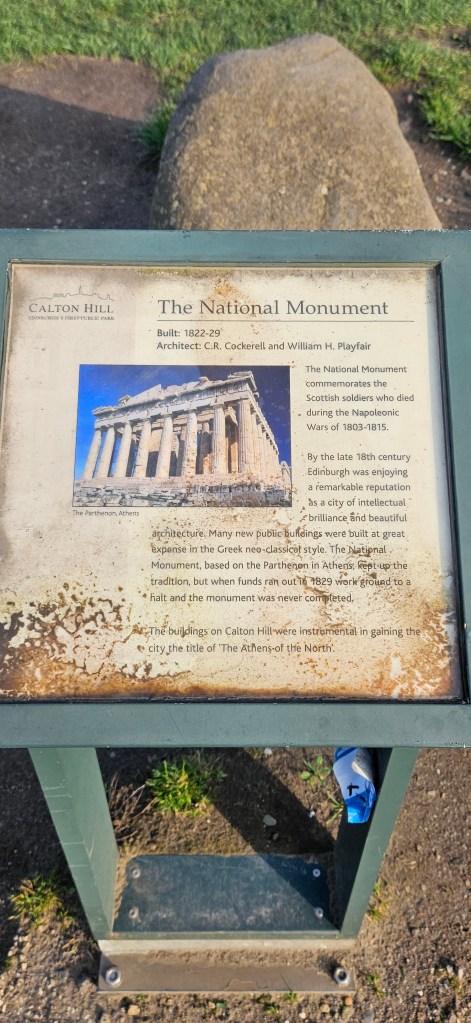 CALTON HILL
EDINBURGH'S FIRST PUBLIC PARK
The National Monument
Built: 1822-29
Architect: C.R. Cockerell and William H. Playfair
The National Monument
commemorates the
Scottish soldiers who died
during the Napoleonic
Wars of 1803-1815.
By the late 18th century
Edinburgh was enjoying
a remarkable reputation
as a city of intellectual
brilliance and beautiful
architecture. Many new public buildings were built at great
expense in the Greek neo-classical style. The National
Monument, based on the Parthenon in Athens, kept up the
tradition, but when funds ran out in 1829 work ground to a
halt and the monument was never completed.
The buildings on Calton Hill were instrumental in gaining the
city the title of 'The Athens of the North'.
The Parthenon, Athens